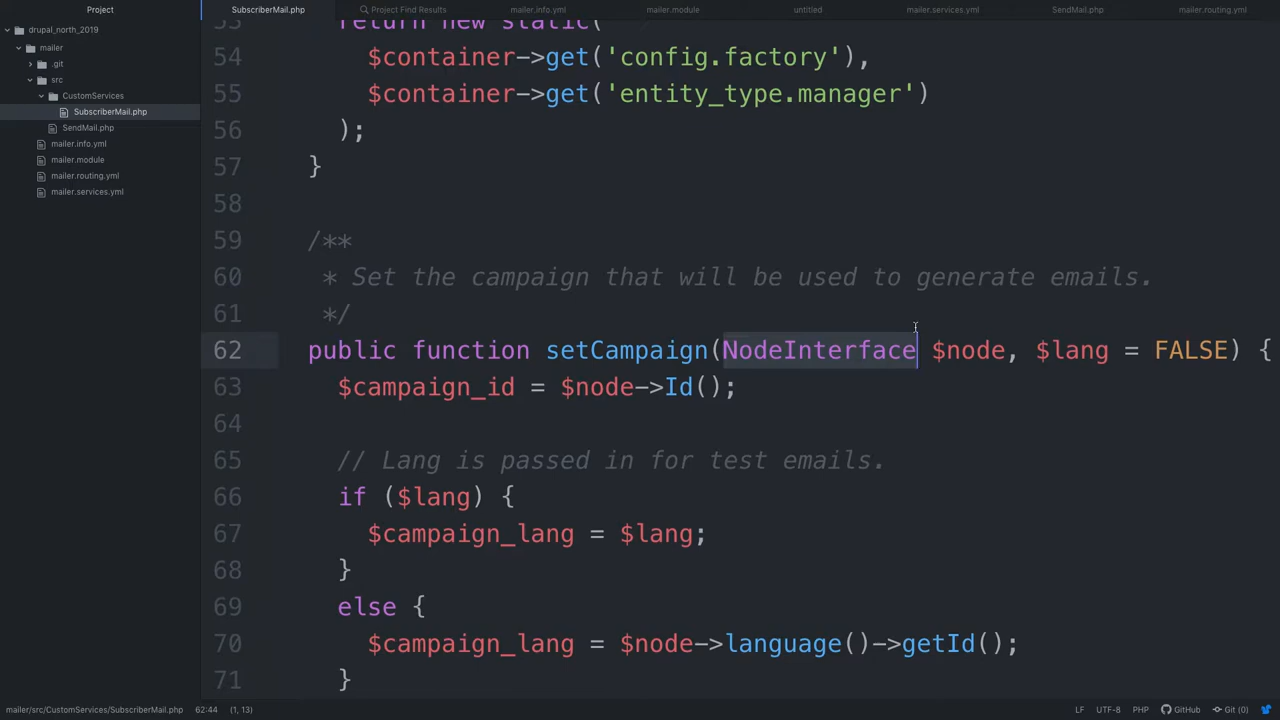 Project
SubscriberMail.php
Project Find Results
mailer.info.yml
mailer.module
untitled
mailer.services.yml
SendMail.php
mailer.routing.yml
drupal_north_2019
mailer
.git
src
CustomServices
SubscriberMail.php
SendMail.php
mailer.info.yml
mailer.module
mailer.routing.yml
mailer.services.yml
53 return new static(
54 $container->get('config.factory'),
55 $container->get('entity_type.manager')
56 );
57 }
58
59 /**
60 * Set the campaign that will be used to generate emails.
61 */
62 public function setCampaign(NodeInterface $node, $lang = FALSE) {
63 $campaign_id = $node->Id();
64
65 // Lang is passed in for test emails.
66 if ($lang) {
67 $campaign_lang = $lang;
68 }
69 else {
70 $campaign_lang = $node->language()->getId();
71 }
mailer/src/CustomServices/SubscriberMail.php 62:44 (1, 13)
LF UTF-8 PHP GitHub Git (0)